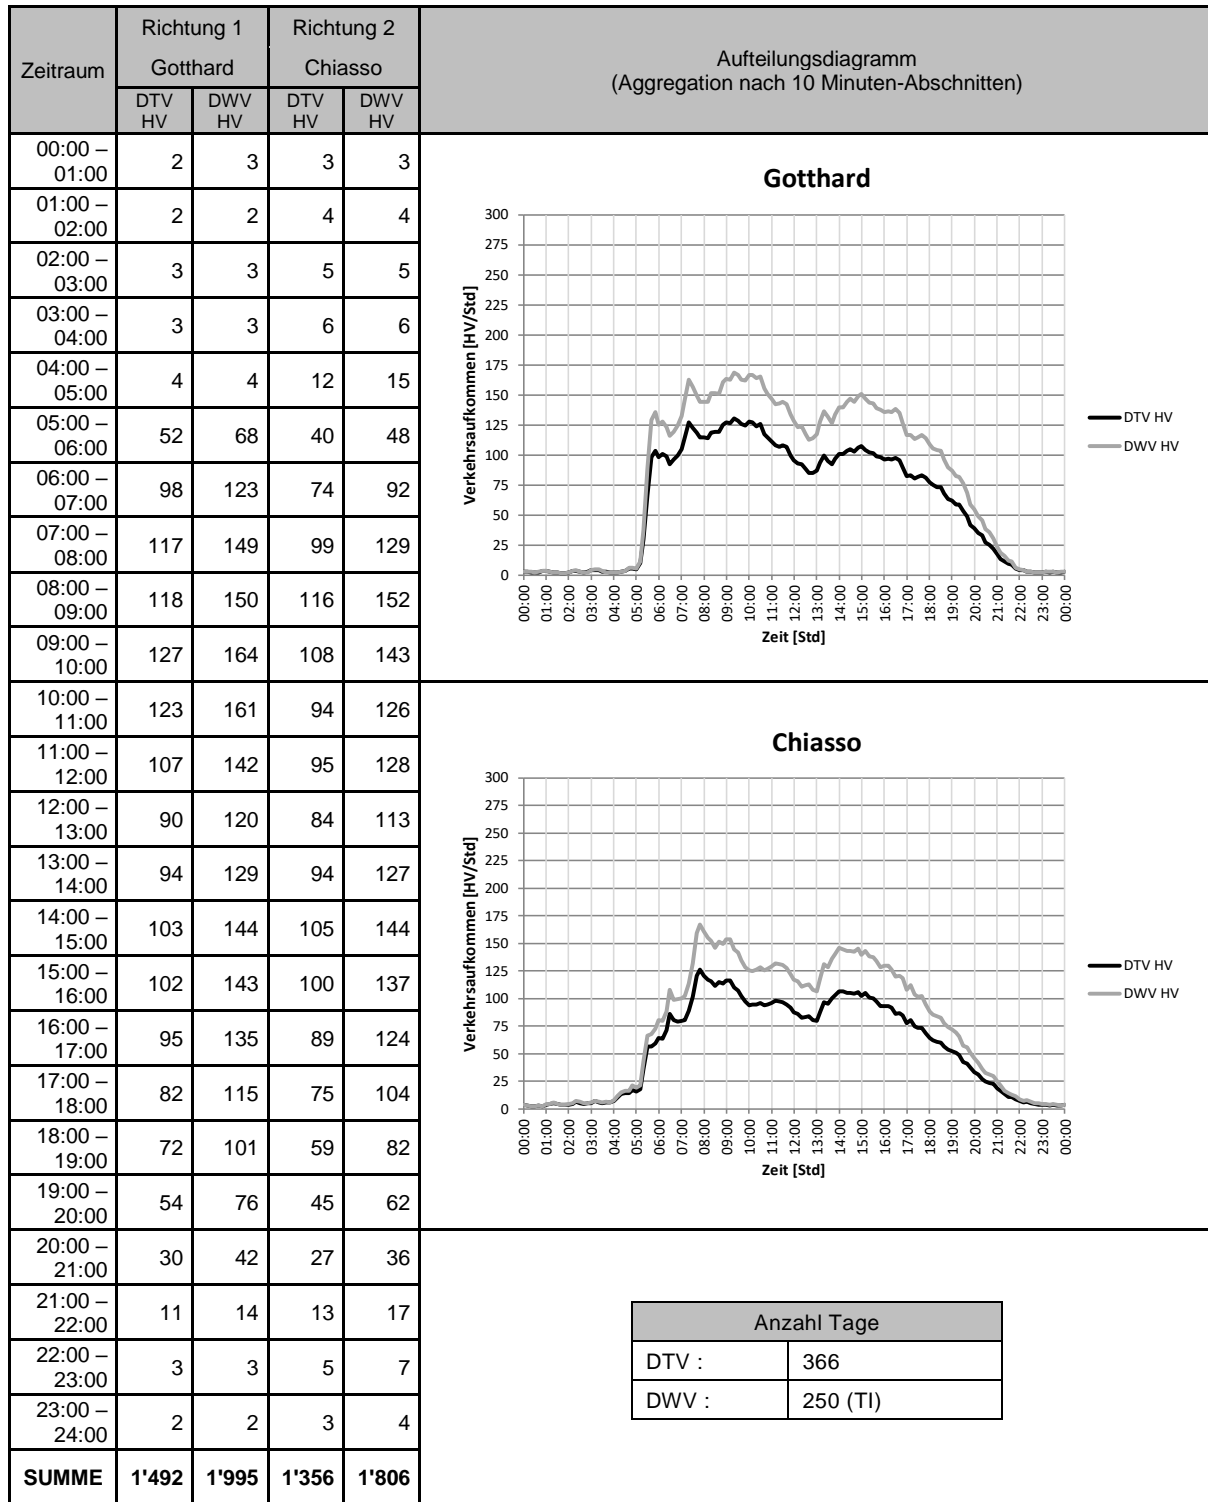 Zeitraum
Richtung 1
Richtung 2
Gotthard
Chiasso
DTV HV
DWV HV
DTV HV
DWV HV
Aufteilungsdiagramm
(Aggregation nach 10 Minuten-Abschnitten)
00:00 – 01:00 2 3 3 3
01:00 – 02:00 2 2 4 4
02:00 – 03:00 3 3 5 5
03:00 – 04:00 3 3 6 6
04:00 – 05:00 4 4 12 15
05:00 – 06:00 52 68 40 48
06:00 – 07:00 98 123 74 92
07:00 – 08:00 117 149 99 129
08:00 – 09:00 118 150 116 152
09:00 – 10:00 127 164 108 143
10:00 – 11:00 123 161 94 126
11:00 – 12:00 107 142 95 128
12:00 – 13:00 90 120 84 113
13:00 – 14:00 94 129 94 127
14:00 – 15:00 103 144 105 144
15:00 – 16:00 102 143 100 137
16:00 – 17:00 95 135 89 124
17:00 – 18:00 82 115 75 104
18:00 – 19:00 72 101 59 82
19:00 – 20:00 54 76 45 62
20:00 – 21:00 30 42 27 36
21:00 – 22:00 11 14 13 17
22:00 – 23:00 3 3 5 7
23:00 – 24:00 2 2 3 4
SUMME 1'492 1'995 1'356 1'806
Gotthard
Verkehrsaufkommen [HV/Std]
300
275
250
225
200
175
150
125
100
75
50
25
0
00:00 01:00 02:00 03:00 04:00 05:00 06:00 07:00 08:00 09:00 10:00 11:00 12:00 13:00 14:00 15:00 16:00 17:00 18:00 19:00 20:00 21:00 22:00 23:00 00:00
Zeit [Std]
DTV HV
DWV HV
Chiasso
Verkehrsaufkommen [HV/Std]
300
275
250
225
200
175
150
125
100
75
50
25
0
00:00 01:00 02:00 03:00 04:00 05:00 06:00 07:00 08:00 09:00 10:00 11:00 12:00 13:00 14:00 15:00 16:00 17:00 18:00 19:00 20:00 21:00 22:00 23:00 00:00
Zeit [Std]
DTV HV
DWV HV
Anzahl Tage
DTV : 366
DWV : 250 (TI)